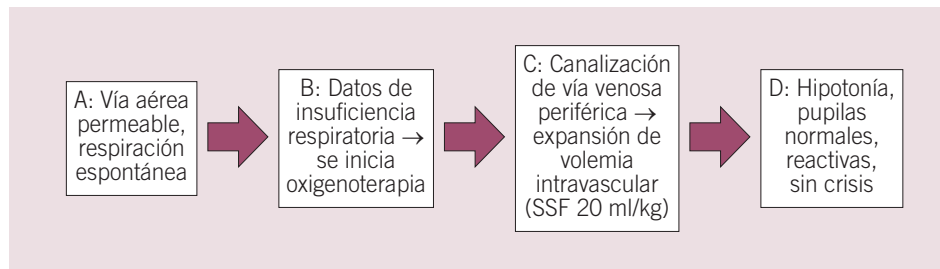 A: Vía aérea
permeable,
respiración
espontánea
B: Datos de
insuficiencia
respiratoria →
se inicia
oxigenoterapia
C: Canalización
de vía venosa
periférica →
expansión de
volemia
intravascular
(SSF 20 ml/kg)
D: Hipotonía,
pupilas
normales,
reactivas,
sin crisis